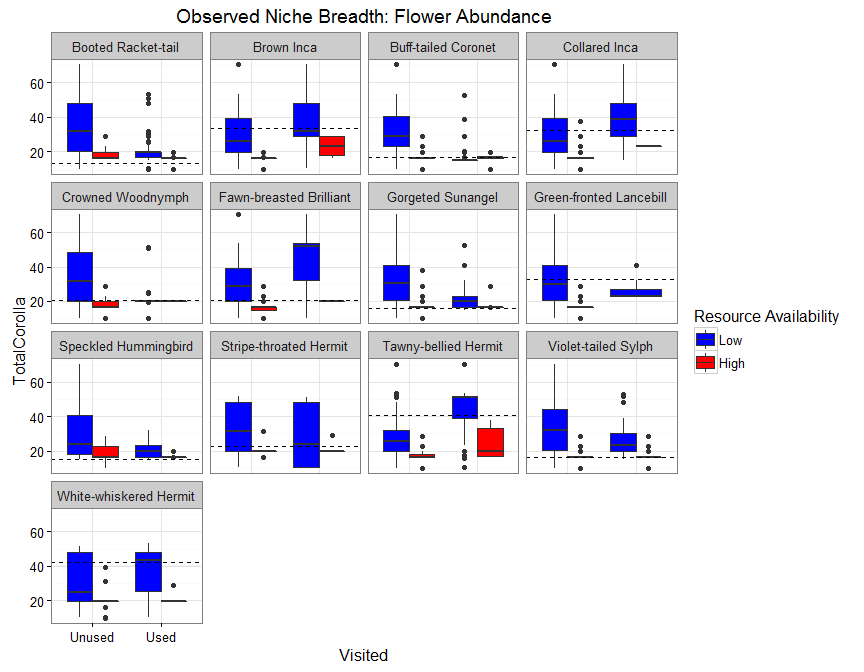 Observed Niche Breadth: Flower Abundance
Booted Racket-tail
Brown Inca
Buff-tailed Coronet
Collared Inca
60
40
20
Crowned Woodnymph
Fawn-breasted Brilliant
Gorgeted Sunangel
Green-fronted Lancebill
60
40
20
TotalCorolla
Resource Availability
Low
High
Speckled Hummingbird
Stripe-throated Hermit
Tawny-bellied Hermit
Violet-tailed Sylph
60
40
20
White-whiskered Hermit
60
40
20
Unused Used
Visited